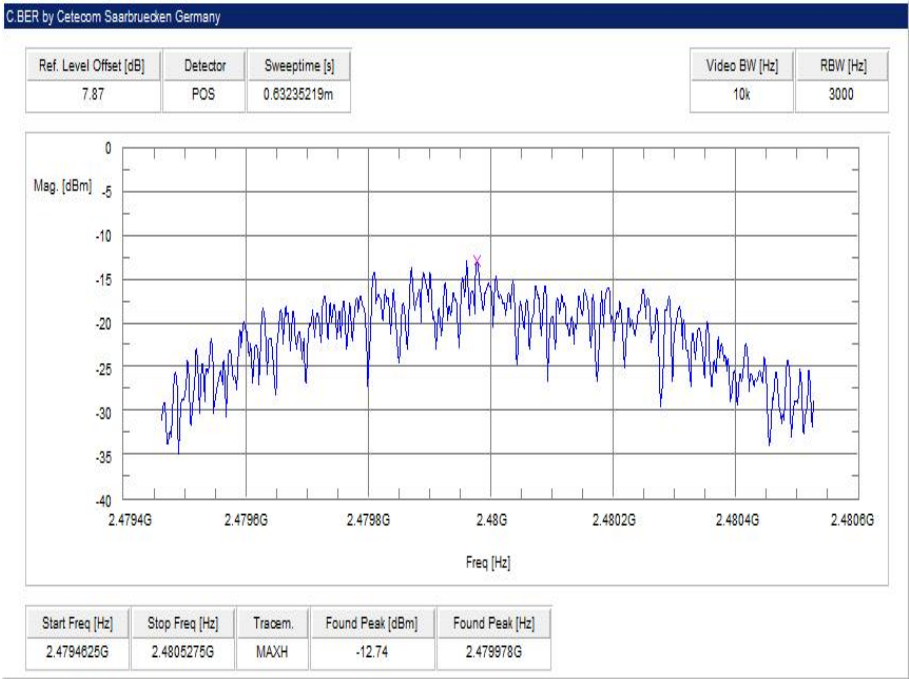 C.BER by Cetecom Saarbruecken Germany
Ref. Level Offset [dB] Detector Sweeptime [s] Video BW [Hz] RBW [Hz]
7.87 POS 0.63235219m 10k 3000
0
Mag. [dBm] -5
-10
-15
-20
-25
-30
-35
-40
2.4794G 2.4796G 2.4798G 2.48G 2.4802G 2.4804G 2.4806G
Freq [Hz]
Start Freq [Hz] Stop Freq [Hz] Tracem. Found Peak [dBm] Found Peak [Hz]
2.4794625G 2.4805275G MAXH -12.74 2.479978G